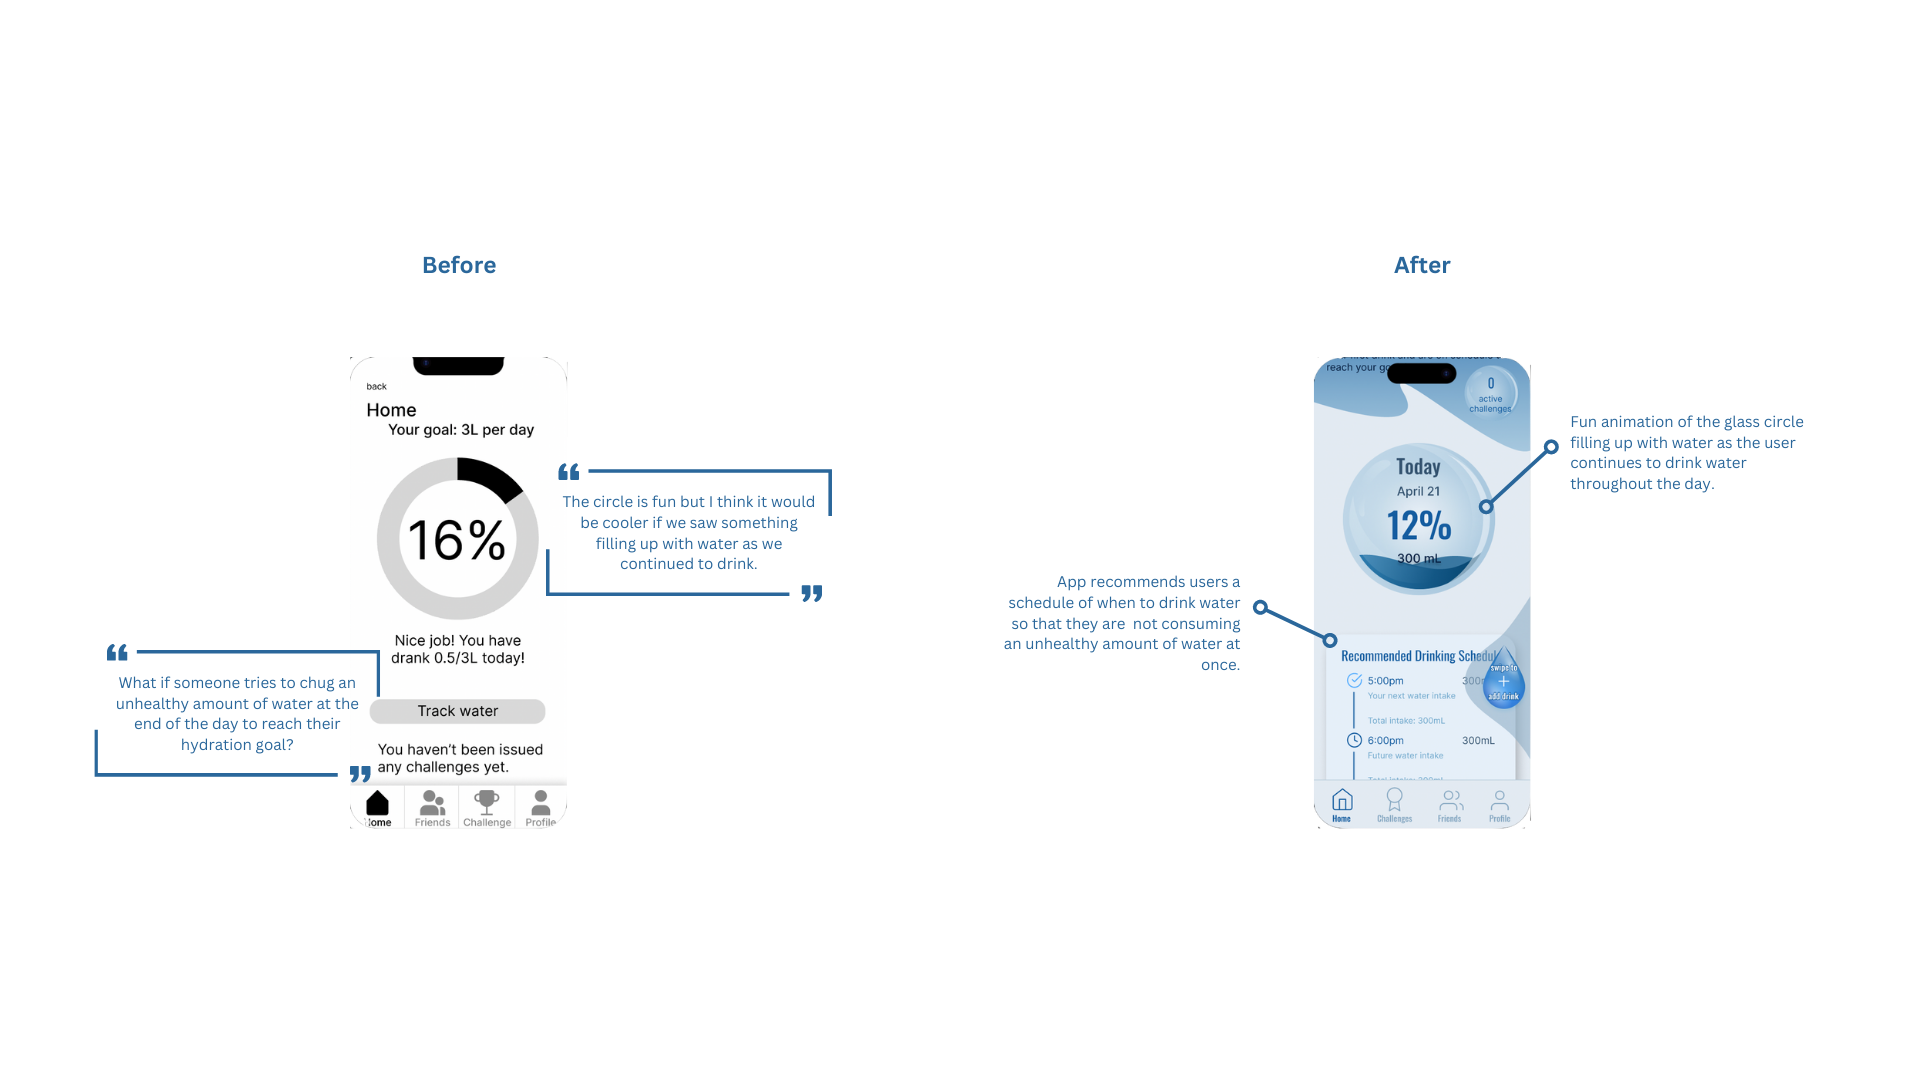 Before
back
Home
Your goal: 3L per day
16%
Nice job! You have
drank 0.5/3L today!
Track water
You haven't been issued
any challenges yet.
Home
Friends
Challenge
Profile
“
The circle is fun but I think it would
be cooler if we saw something
filling up with water as we
continued to drink.
”
“
What if someone tries to chug an
unhealthy amount of water at the
end of the day to reach their
hydration goal?
”
After
reach your
0
active
challenges
Today
April 21
12%
300 mL
Recommended Drinking
swipe to
+
add drink
5:00pm
Your next water intake
Total intake: 300mL
6:00pm 300mL
Future water intake
Home
Challenges
Friends
Profile
Fun animation of the glass circle
filling up with water as the user
continues to drink water
throughout the day.
App recommends users a
schedule of when to drink water
so that they are  not consuming
an unhealthy amount of water at
once.